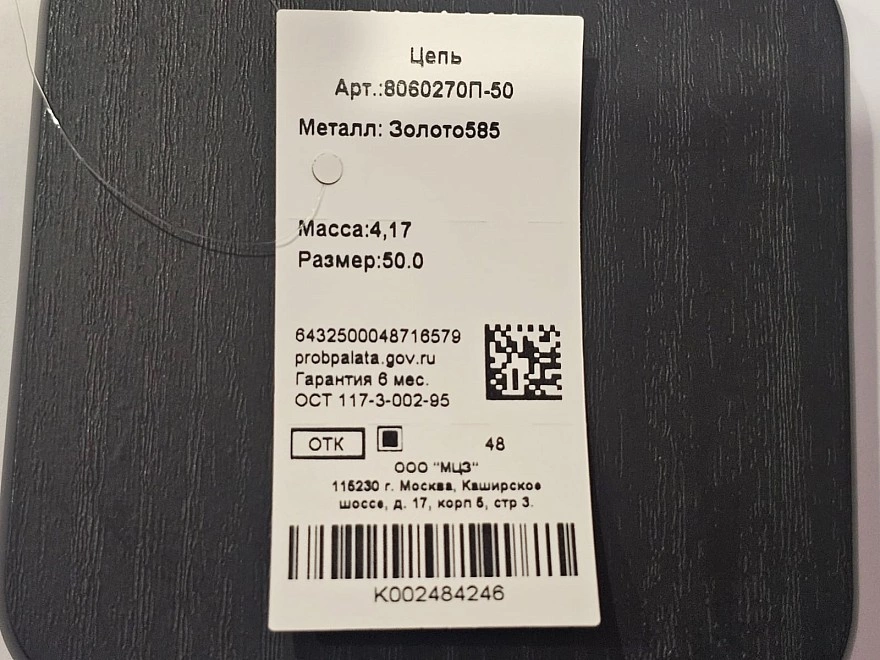 Цепь
Арт.:8060270П-50
Металл: Золото585
Масса:4,17
Размер:50.0
6432500048716579
probpalata.gov.ru
Гарантия 6 мес.
ОСТ 117-3-002-95
ОТК 48
ООО "МЦЗ"
115230 г. Москва, Каширское
шоссе, д. 17, корп 5, стр 3.
K002484246